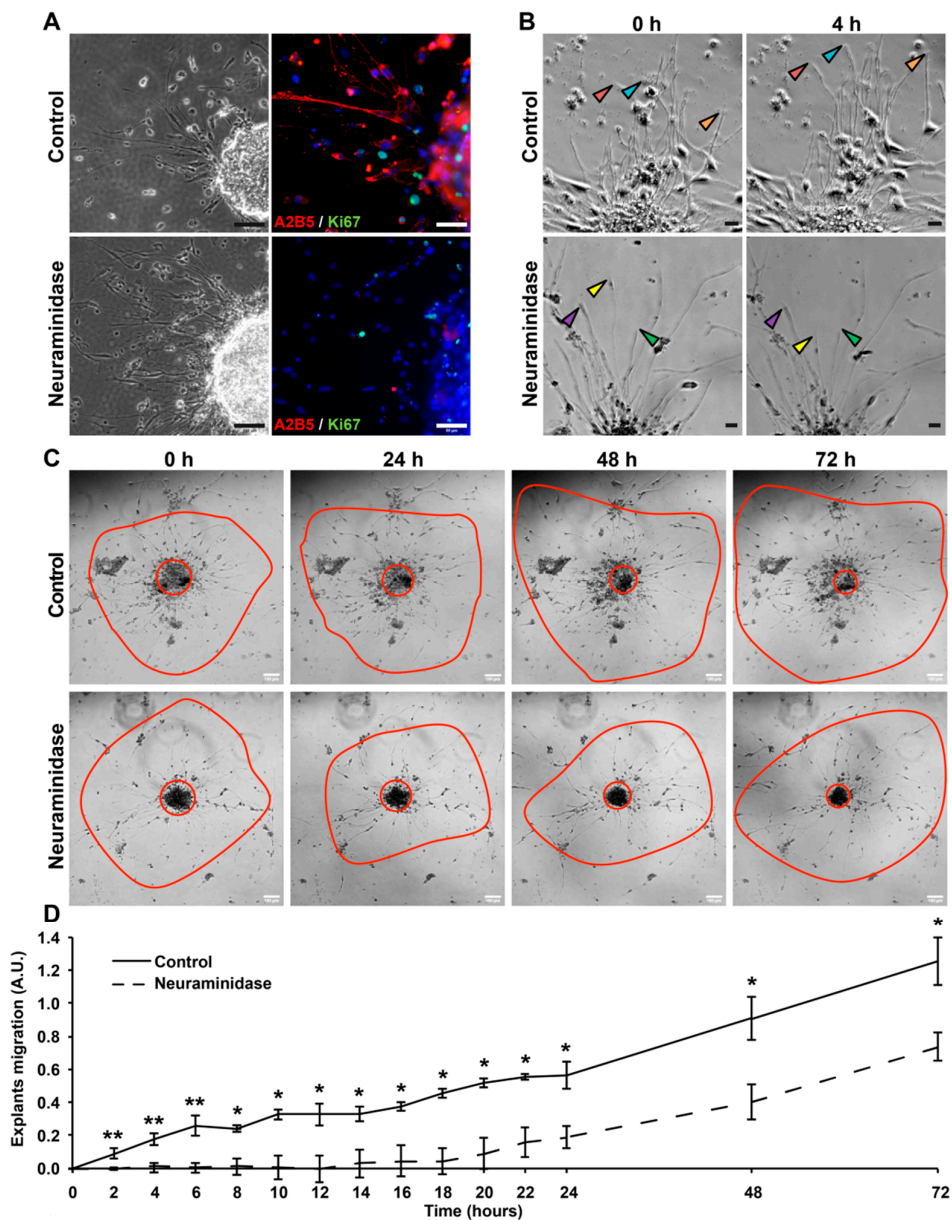 A
B
0 h
4 h
Control
A2B5 / Ki67
Neuraminidase
A2B5 / Ki67
Control
Neuraminidase
C
0 h
24 h
48 h
72 h
Control
Neuraminidase
D
1.4
1.2
1.0
0.8
0.6
0.4
0.2
0.0
Explants migration (A.U.)
Control
Neuraminidase
** ** ** * * * * * * * * * * *
0 2 4 6 8 10 12 14 16 18 20 22 24 48 72
Time (hours)